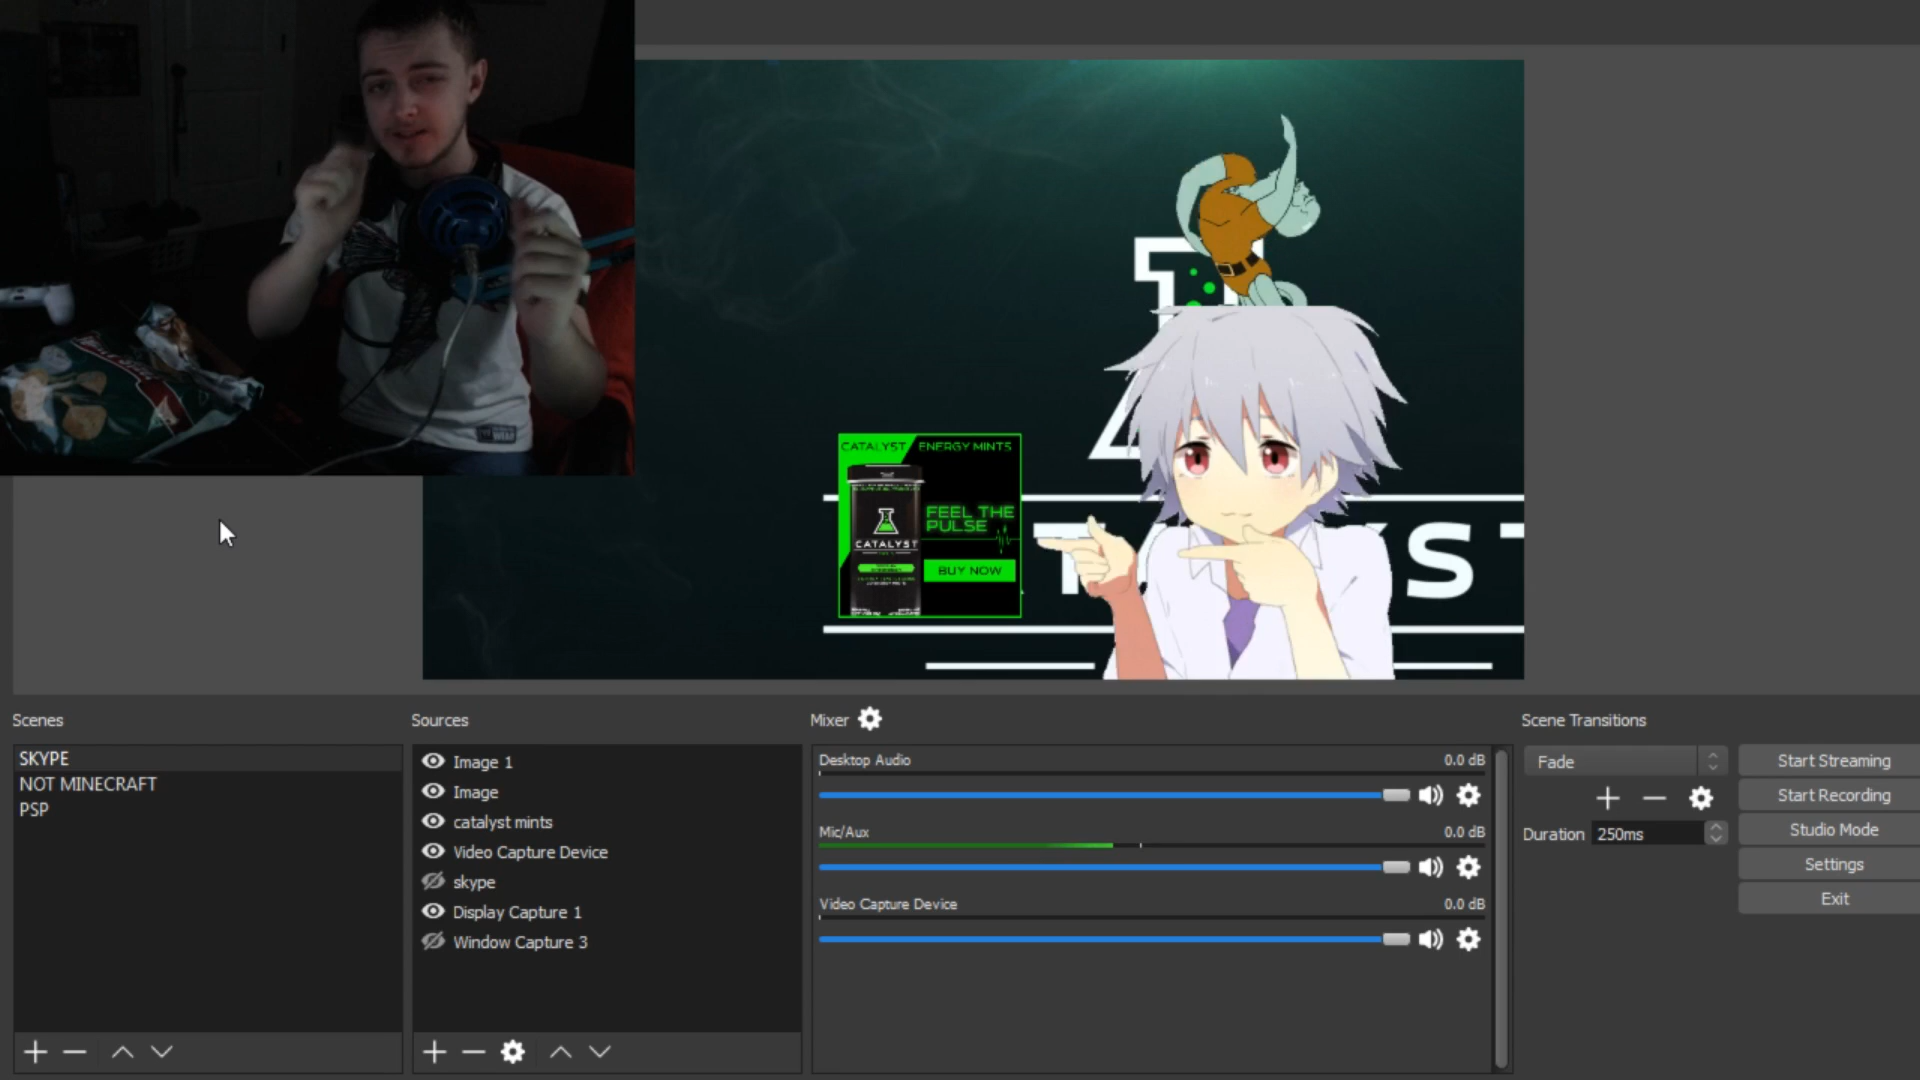 CATALYST ENERGY MINTS
FEEL THE
PULSE
CATALYST
BUY NOW
YST
Scenes
SKYPE
NOT MINECRAFT
PSP
Sources
Image 1
Image
catalyst mints
Video Capture Device
skype
Display Capture 1
Window Capture 3
Mixer
Desktop Audio 0.0 dB
Mic/Aux 0.0 dB
Video Capture Device 0.0 dB
Scene Transitions
Fade
Duration 250ms
Start Streaming
Start Recording
Studio Mode
Settings
Exit